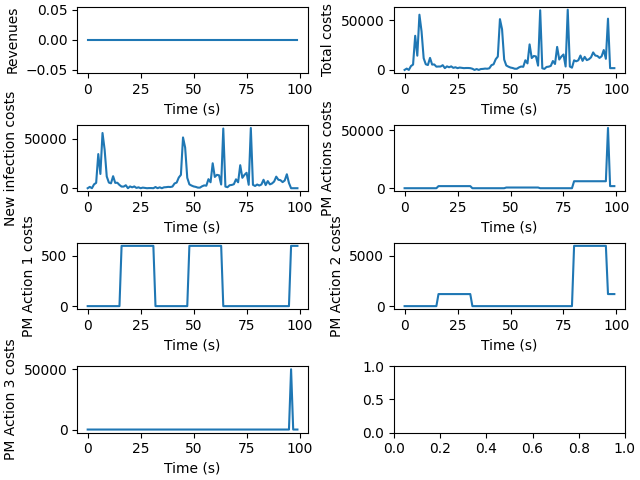 Revenues
0.05
0.00
−0.05
0 25 50 75 100
Time (s)
Total costs
50000
0
0 25 50 75 100
Time (s)
New infection costs
50000
0
0 25 50 75 100
Time (s)
PM Actions costs
50000
0
0 25 50 75 100
Time (s)
PM Action 1 costs
500
0
0 25 50 75 100
Time (s)
PM Action 2 costs
5000
0
0 25 50 75 100
Time (s)
PM Action 3 costs
50000
0
0 25 50 75 100
Time (s)
1.0
0.5
0.0
0.0 0.2 0.4 0.6 0.8 1.0